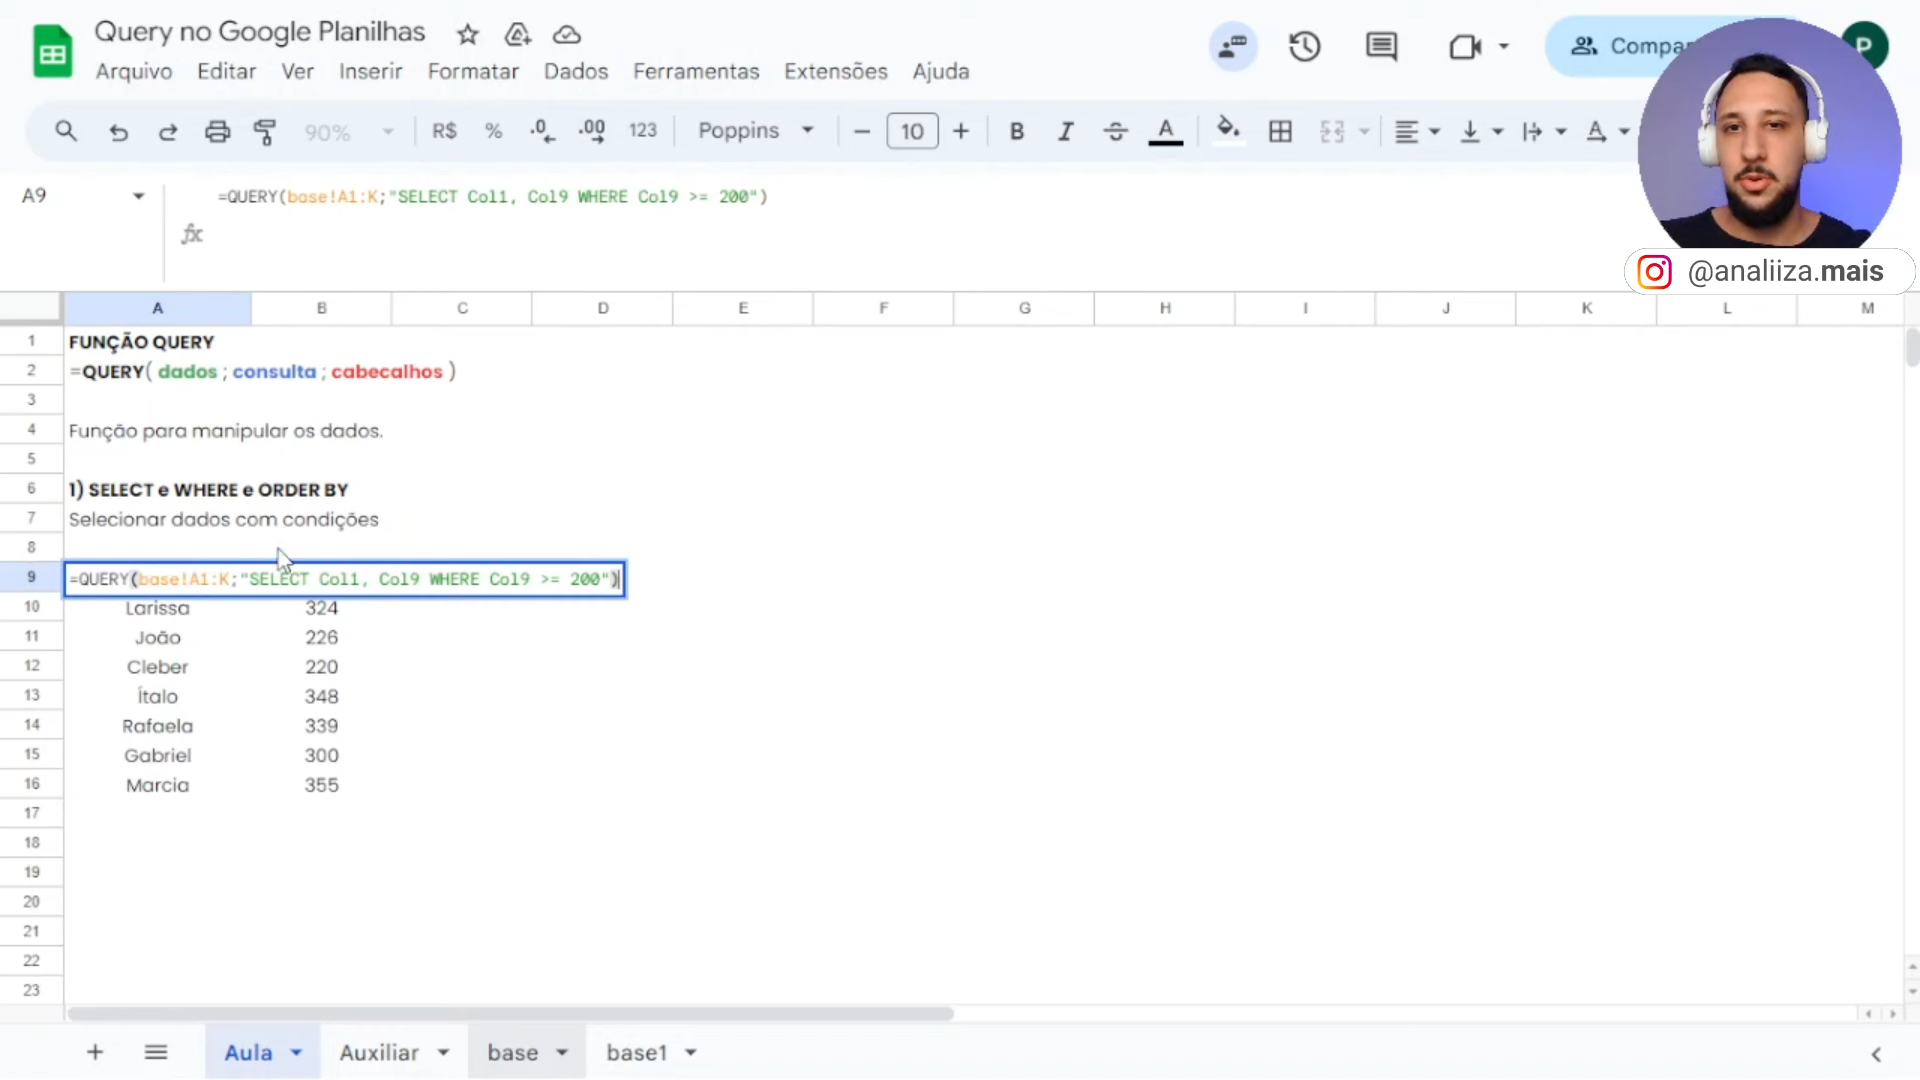 Query no Google Planilhas
Compar
P
Arquivo Editar Ver Inserir Formatar Dados Ferramentas Extensões Ajuda
90% R$ % .0 .00 123 Poppins 10 B I A A
@analiiza.mais
A9
=QUERY(base!A1:K;"SELECT Col1, Col9 WHERE Col9 >= 200")
fx
A B C D E F G H I J K L M
1 FUNÇÃO QUERY
2 =QUERY( dados ; consulta ; cabecalhos )
3
4 Função para manipular os dados.
5
6 1) SELECT e WHERE e ORDER BY
7 Selecionar dados com condições
8
9 =QUERY(base!A1:K;"SELECT Col1, Col9 WHERE Col9 >= 200")
10 Larissa 324
11 João 226
12 Cleber 220
13 Ítalo 348
14 Rafaela 339
15 Gabriel 300
16 Marcia 355
17
18
19
20
21
22
23
Aula Auxiliar base base1